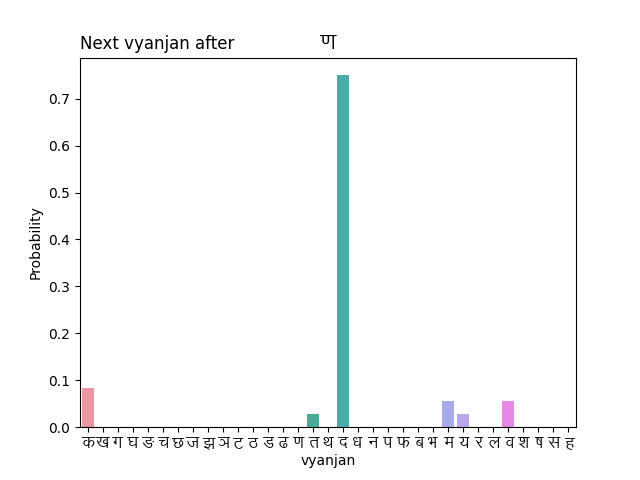 Next vyanjan after ण
Probability
0.7
0.6
0.5
0.4
0.3
0.2
0.1
0.0
क ख ग घ ङ च छ ज झ ञ ट ठ ड ढ ण त थ द ध न प फ ब भ म य र ल व श ष स ह
vyanjan